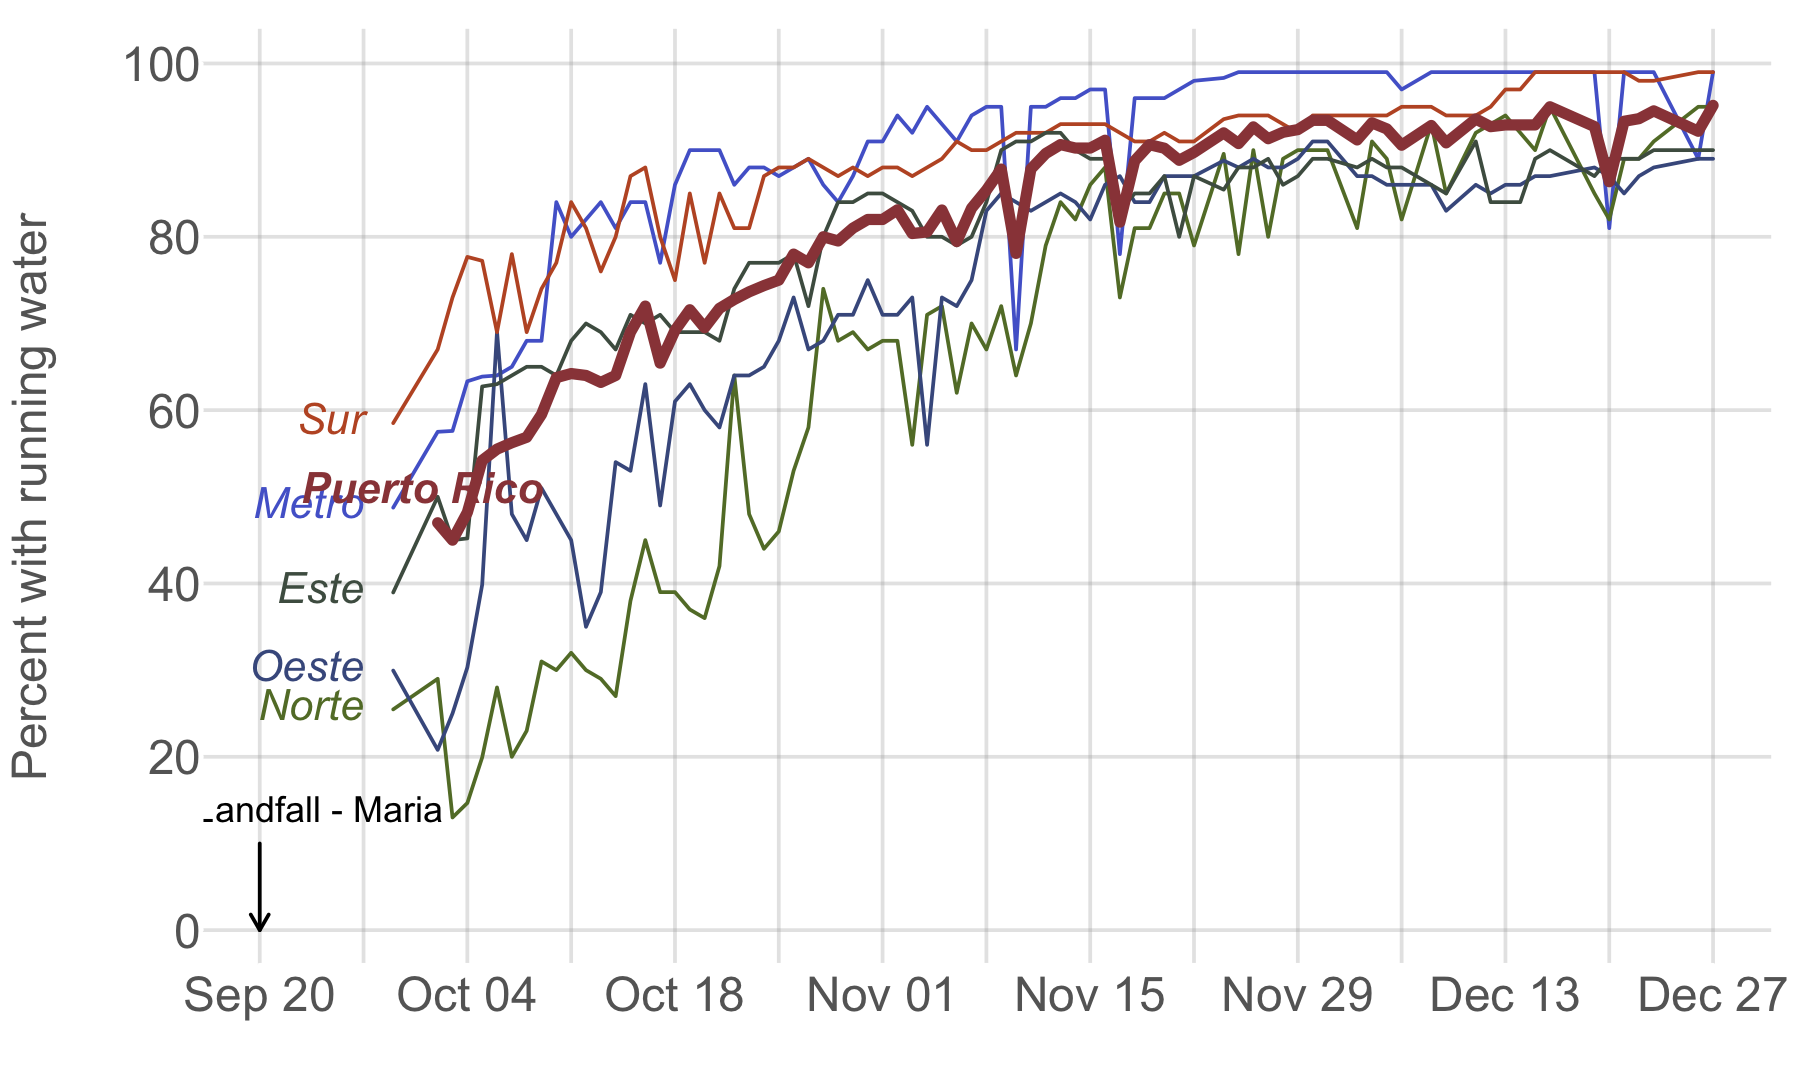 Percent with running water
100
80
60
40
20
0
Sur
Puerto Rico
Metro
Este
Oeste
Norte
Landfall - Maria
Sep 20
Oct 04
Oct 18
Nov 01
Nov 15
Nov 29
Dec 13
Dec 27